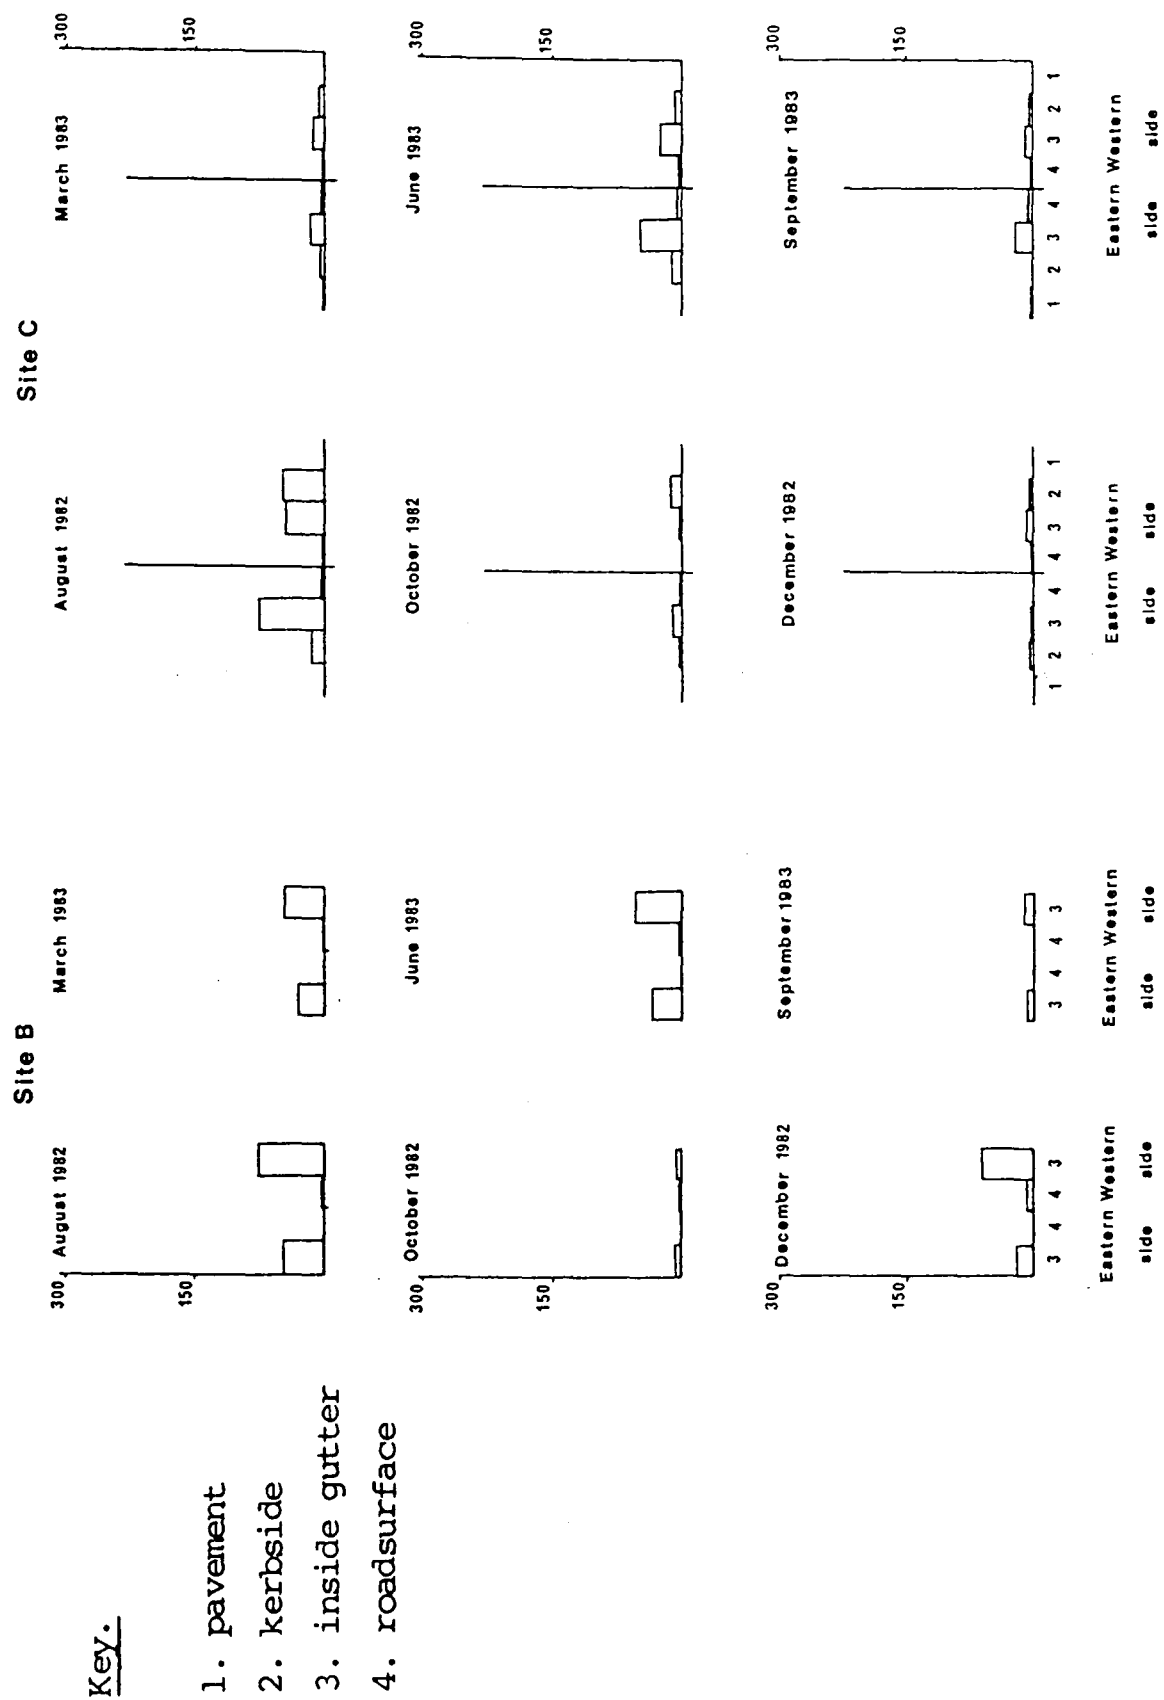 Key.
1. pavement
2. kerbside
3. inside gutter
4. roadsurface
Site B
August 1982
300
150
March 1983
October 1982
300
150
June 1983
December 1982
300
150
3 4 4 3
Eastern Western
side side
September 1983
3 4 4 3
Eastern Western
side side
Site C
August 1982
March 1983
300
150
October 1982
June 1983
300
150
December 1982
1 2 3 4 4 3 2 1
Eastern Western
side side
September 1983
300
150
1 2 3 4 4 3 2 1
Eastern Western
side side